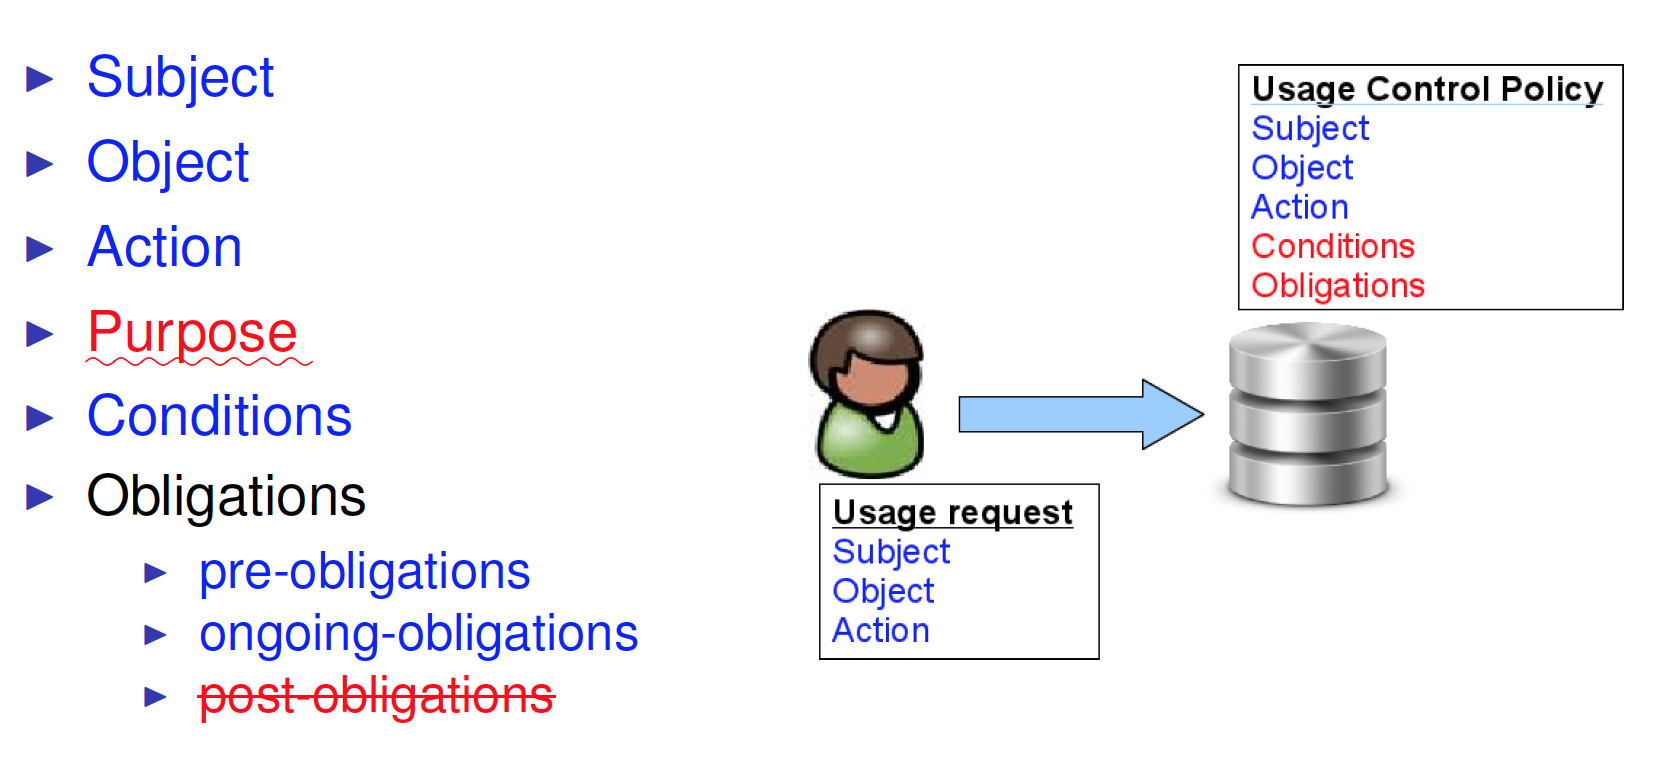 Subject
Object
Action
Purpose
Conditions
Obligations
pre-obligations
ongoing-obligations
post-obligations
Usage Control Policy
Subject
Object
Action
Conditions
Obligations
Usage request
Subject
Object
Action